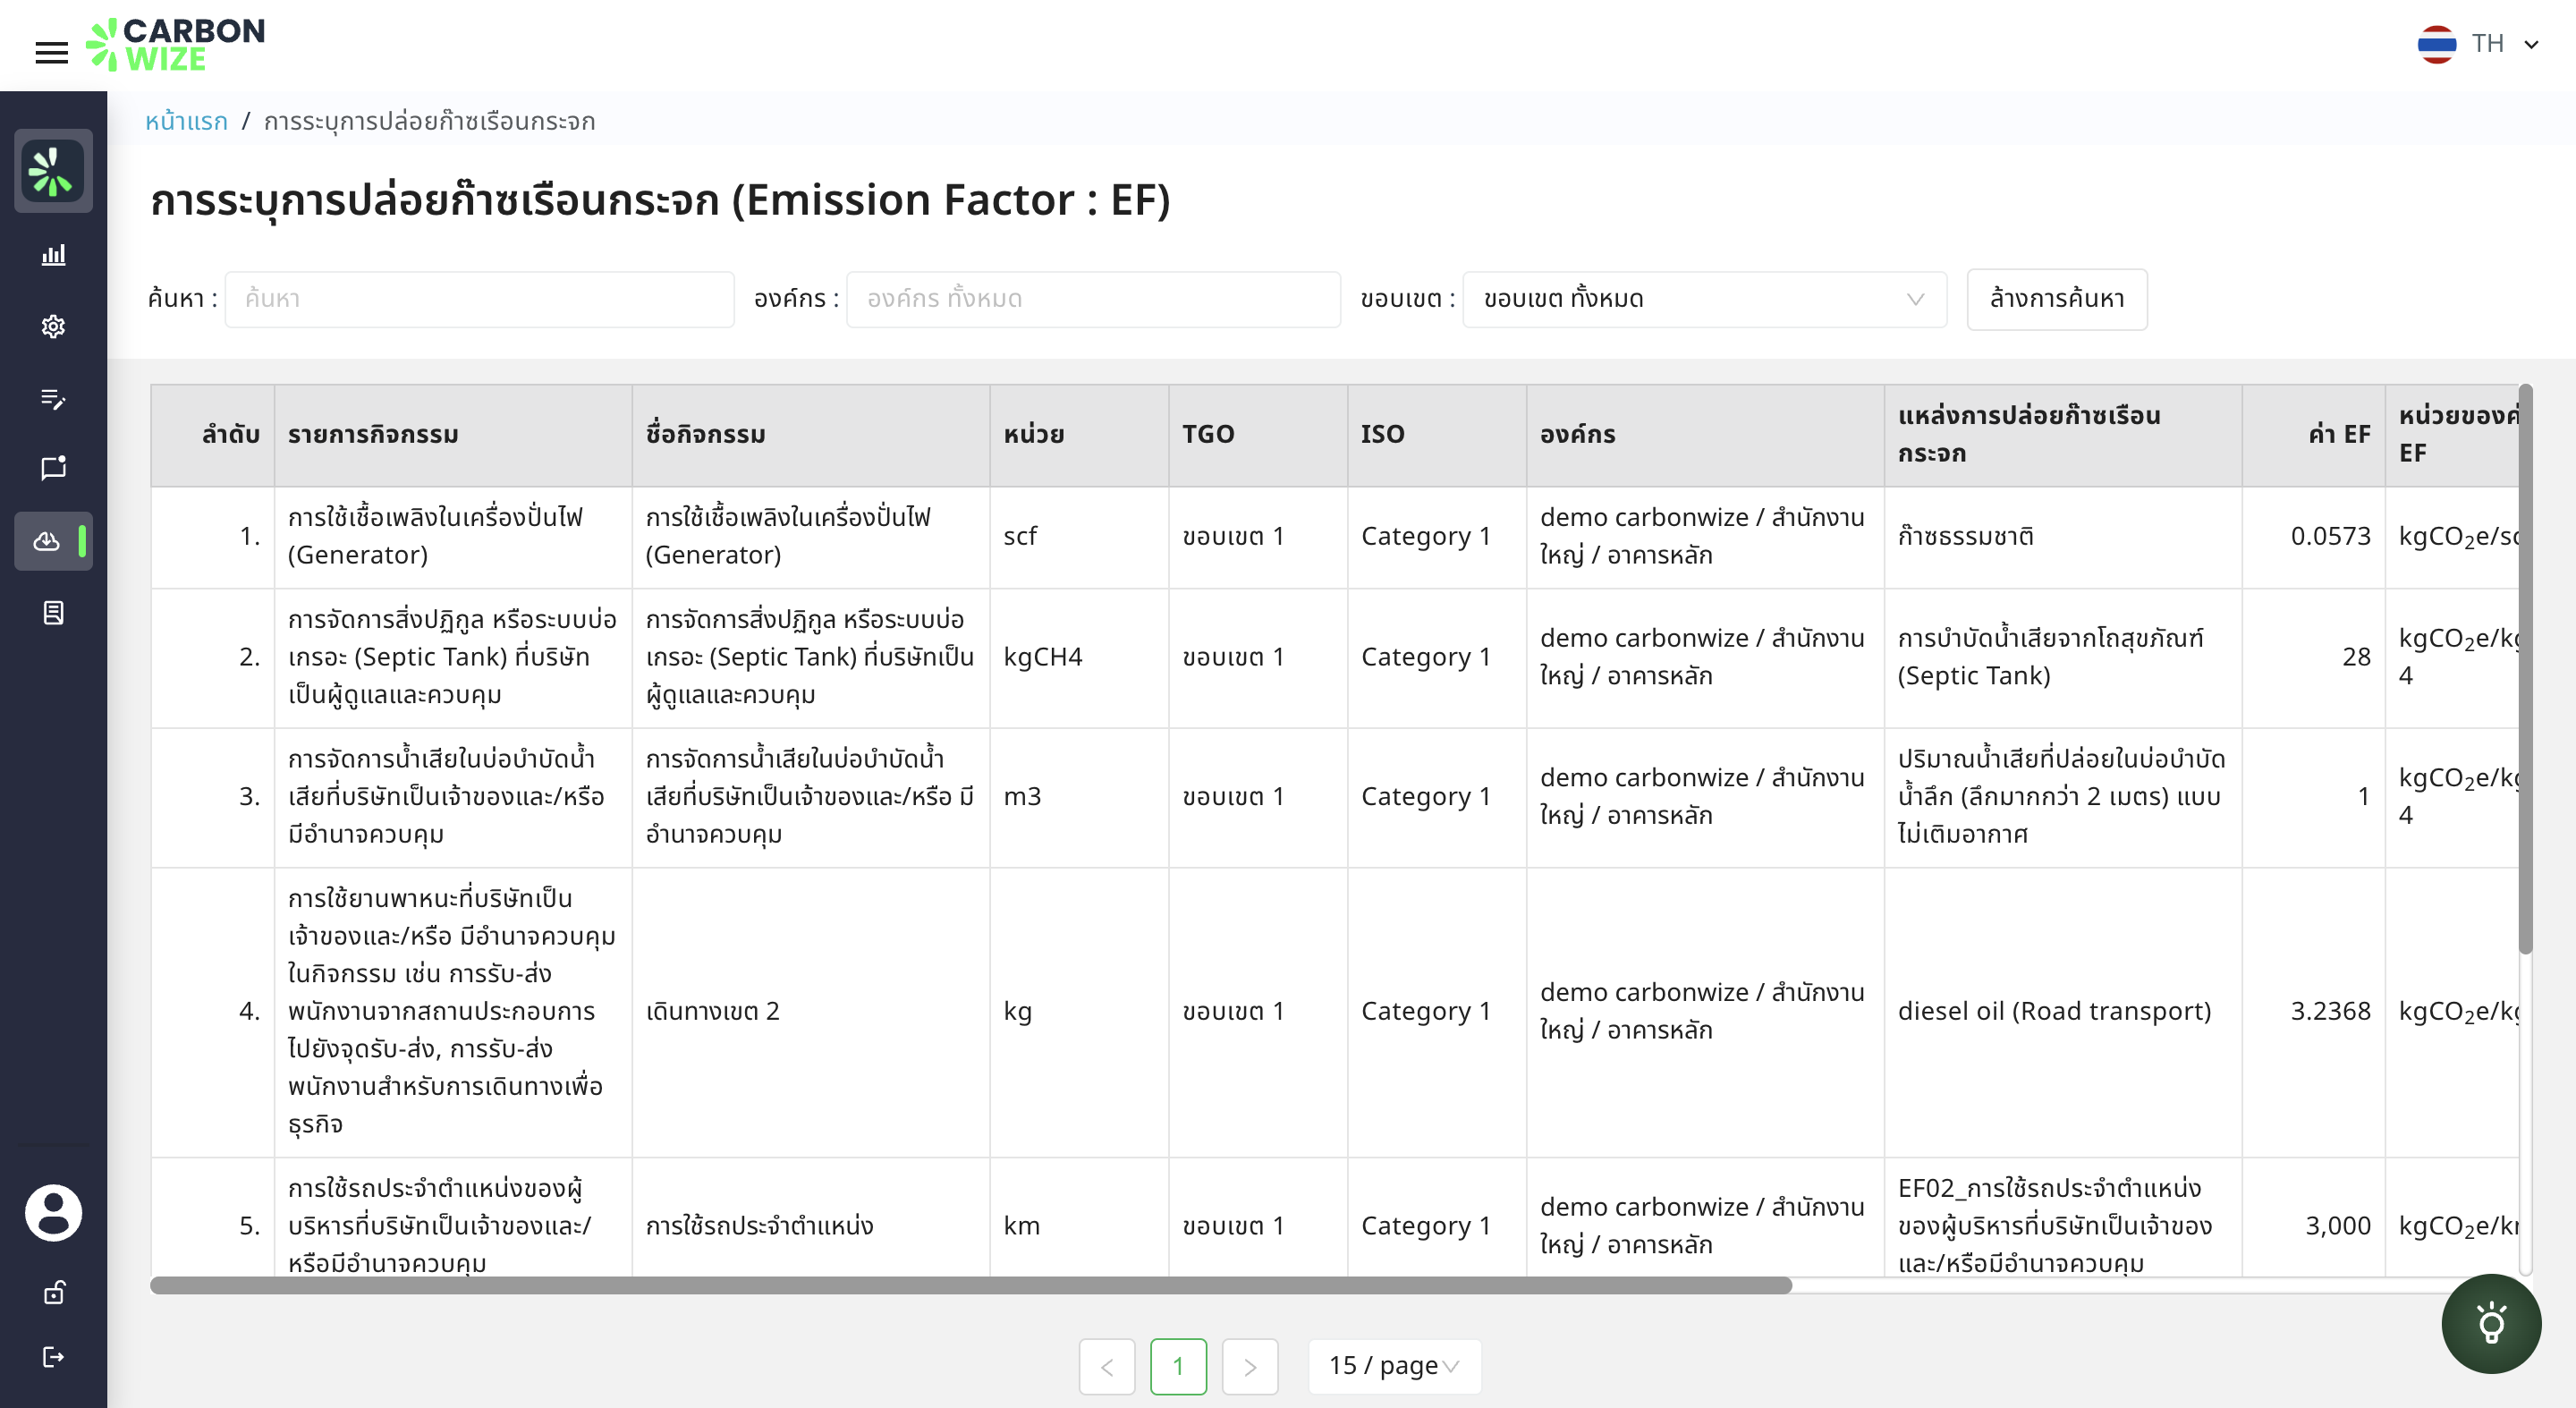 CARBON
WIZE
TH
หน้าแรก / การระบุการปล่อยก๊าซเรือนกระจก
การระบุการปล่อยก๊าซเรือนกระจก (Emission Factor : EF)
ค้นหา : ค้นหา องค์กร : องค์กร ทั้งหมด ขอบเขต : ขอบเขต ทั้งหมด ล้างการค้นหา
ลำดับ
รายการกิจกรรม
ชื่อกิจกรรม
หน่วย
TGO
ISO
องค์กร
แหล่งการปล่อยก๊าซเรือน
กระจก
ค่า EF
หน่วยของค่
EF
1.
การใช้เชื้อเพลิงในเครื่องปั่นไฟ
(Generator)
การใช้เชื้อเพลิงในเครื่องปั่นไฟ
(Generator)
scf
ขอบเขต 1
Category 1
demo carbonwize / สำนักงาน
ใหญ่ / อาคารหลัก
ก๊าซธรรมชาติ
0.0573
kgCO₂e/sc
2.
การจัดการสิ่งปฏิกูล หรือระบบบ่อ
เกรอะ (Septic Tank) ที่บริษัท
เป็นผู้ดูแลและควบคุม
การจัดการสิ่งปฏิกูล หรือระบบบ่อ
เกรอะ (Septic Tank) ที่บริษัทเป็น
ผู้ดูแลและควบคุม
kgCH4
ขอบเขต 1
Category 1
demo carbonwize / สำนักงาน
ใหญ่ / อาคารหลัก
การบำบัดน้ำเสียจากโถสุขภัณฑ์
(Septic Tank)
28
kgCO₂e/kg
4
3.
การจัดการน้ำเสียในบ่อบำบัดน้ำ
เสียที่บริษัทเป็นเจ้าของและ/หรือ
มีอำนาจควบคุม
การจัดการน้ำเสียในบ่อบำบัดน้ำ
เสียที่บริษัทเป็นเจ้าของและ/หรือ มี
อำนาจควบคุม
m3
ขอบเขต 1
Category 1
demo carbonwize / สำนักงาน
ใหญ่ / อาคารหลัก
ปริมาณน้ำเสียที่ปล่อยในบ่อบำบัด
น้ำลึก (ลึกมากกว่า 2 เมตร) แบบ
ไม่เติมอากาศ
1
kgCO₂e/kg
4
4.
การใช้ยานพาหนะที่บริษัทเป็น
เจ้าของและ/หรือ มีอำนาจควบคุม
ในกิจกรรม เช่น การรับ-ส่ง
พนักงานจากสถานประกอบการ
ไปยังจุดรับ-ส่ง, การรับ-ส่ง
พนักงานสำหรับการเดินทางเพื่อ
ธุรกิจ
เดินทางเขต 2
kg
ขอบเขต 1
Category 1
demo carbonwize / สำนักงาน
ใหญ่ / อาคารหลัก
diesel oil (Road transport)
3.2368
kgCO₂e/kg
5.
การใช้รถประจำตำแหน่งของผู้
บริหารที่บริษัทเป็นเจ้าของและ/
หรือมีอำนาจควบคุม
การใช้รถประจำตำแหน่ง
km
ขอบเขต 1
Category 1
demo carbonwize / สำนักงาน
ใหญ่ / อาคารหลัก
EF02_การใช้รถประจำตำแหน่ง
ของผู้บริหารที่บริษัทเป็นเจ้าของ
และ/หรือมีอำนาจควบคุม
3,000
kgCO₂e/k
1
15 / page